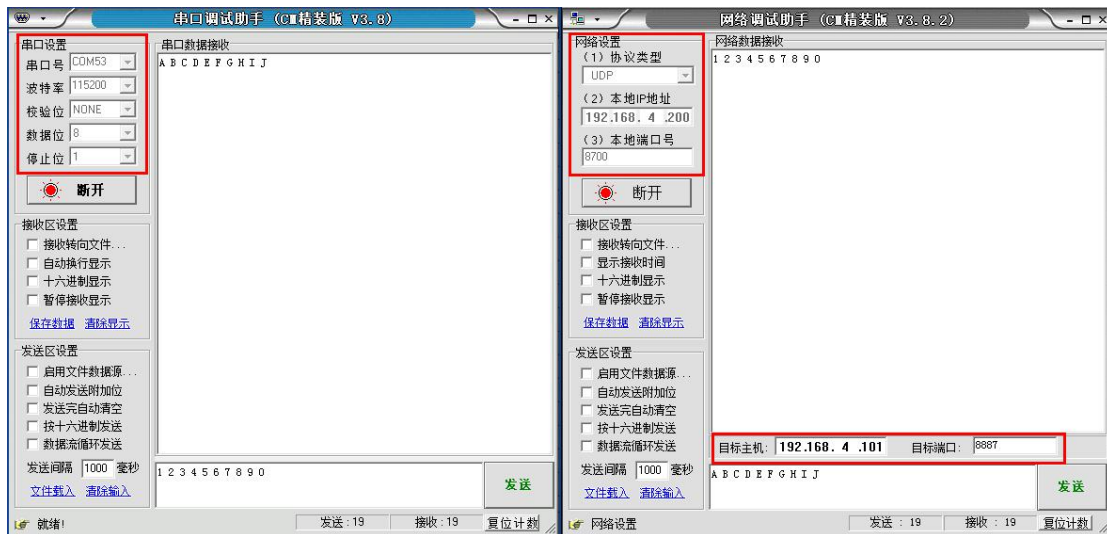 串口调试助手 (CM精装版 V3.8)
串口设置
串口号 COM53
波特率 115200
校验位 NONE
数据位 8
停止位 1
断开
接收区设置
接收转向文件...
自动换行显示
十六进制显示
暂停接收显示
保存数据 清除显示
发送区设置
启用文件数据源...
自动发送附加位
发送完自动清空
按十六进制发送
数据流循环发送
发送间隔 1000 毫秒
文件载入 清除输入
串口数据接收
A B C D E F G H I J
1 2 3 4 5 6 7 8 9 0
发送
就绪! 发送:19 接收:19 复位计数
网络调试助手 (CM精装版 V3.8.2)
网络设置
(1) 协议类型
UDP
(2) 本地IP地址
192.168. 4 .200
(3) 本地端口号
8700
断开
接收区设置
接收转向文件...
显示接收时间
十六进制显示
暂停接收显示
保存数据 清除显示
发送区设置
启用文件数据源...
自动发送附加位
发送完自动清空
按十六进制发送
数据流循环发送
发送间隔 1000 毫秒
文件载入 清除输入
网络数据接收
1 2 3 4 5 6 7 8 9 0
目标主机: 192.168. 4 .101 目标端口: 8887
A B C D E F G H I J
发送
网络设置 发送 : 19 接收 : 19 复位计数